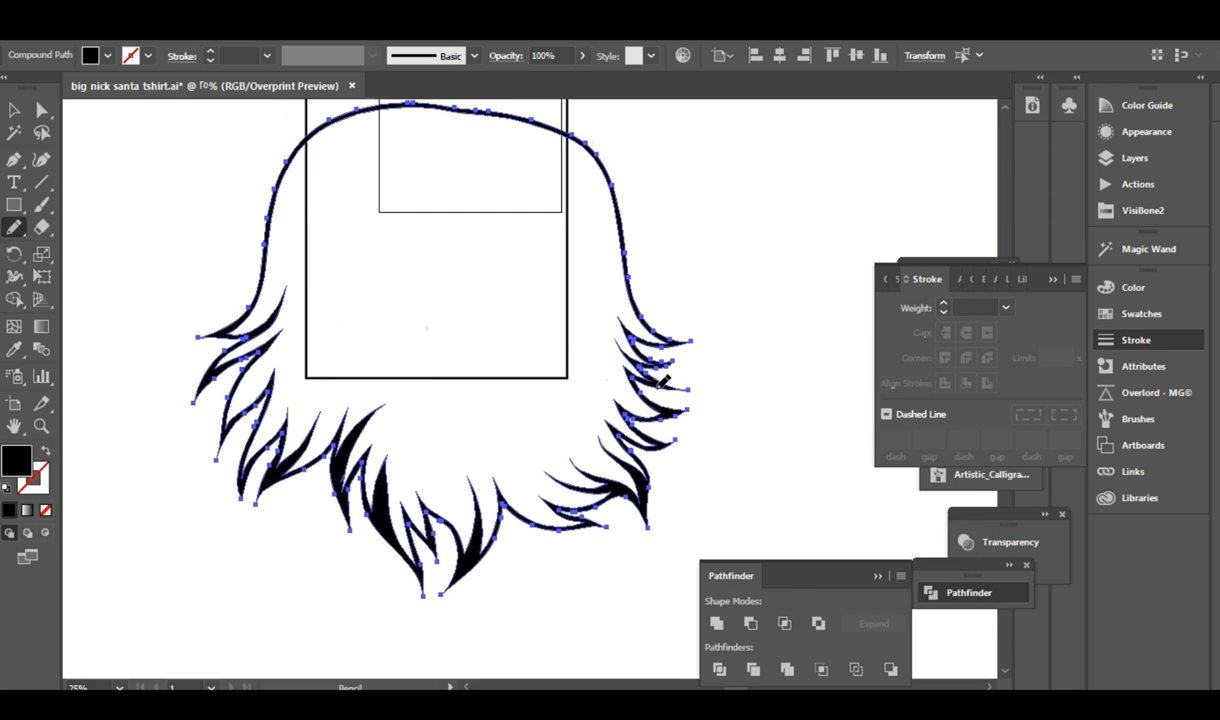 Compound Path Stroke: Basic Opacity: 100% Style: Transform
big nick santa tshirt.ai* @ ٢٥% (RGB/Overprint Preview) ×
Color Guide
Appearance
Layers
Actions
VisiBone2
Magic Wand
Color
Swatches
Stroke
Attributes
Overlord - MG®
Brushes
Artboards
Links
Libraries
Stroke
Weight:
Cap:
Corner: Limit: x
Align Stroke:
Dashed Line
dash gap dash gap dash gap
Artistic_Calligra...
Transparency
Pathfinder
Pathfinder
Shape Modes:
Expand
Pathfinders:
25% 1 Pencil